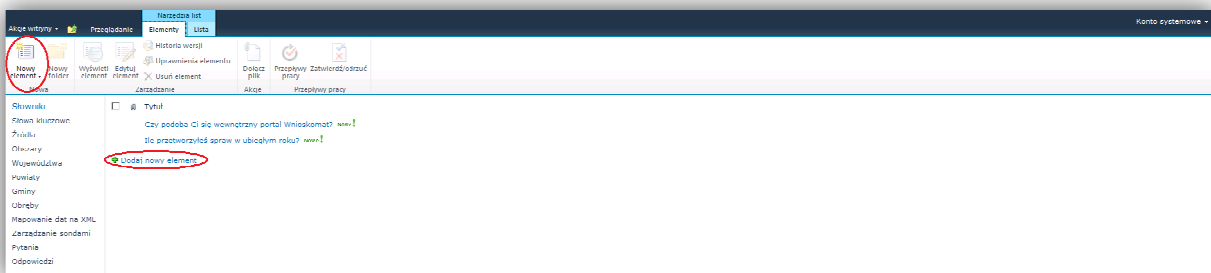 Narzędzia list
Akcje witryny Przeglądanie Elementy Lista Konto systemowe
Nowy element Nowy folder Wyświetl element Edytuj element Historia wersji Uprawnienia elementu Usuń element Dołącz plik Przepływy pracy Zatwierdź/odrzuć
Nowa Zarządzanie Akcje Przepływy pracy
Słowniki
Słowa kluczowe
Źródła
Obszary
Województwa
Powiaty
Gminy
Obręby
Mapowanie dat na XML
Zarządzanie sondami
Pytania
Odpowiedzi
Tytuł
Czy podoba Ci się wewnętrzny portal Wnioskomat? Nowe!
Ile przetworzyłeś spraw w ubiegłym roku? Nowe!
Dodaj nowy element